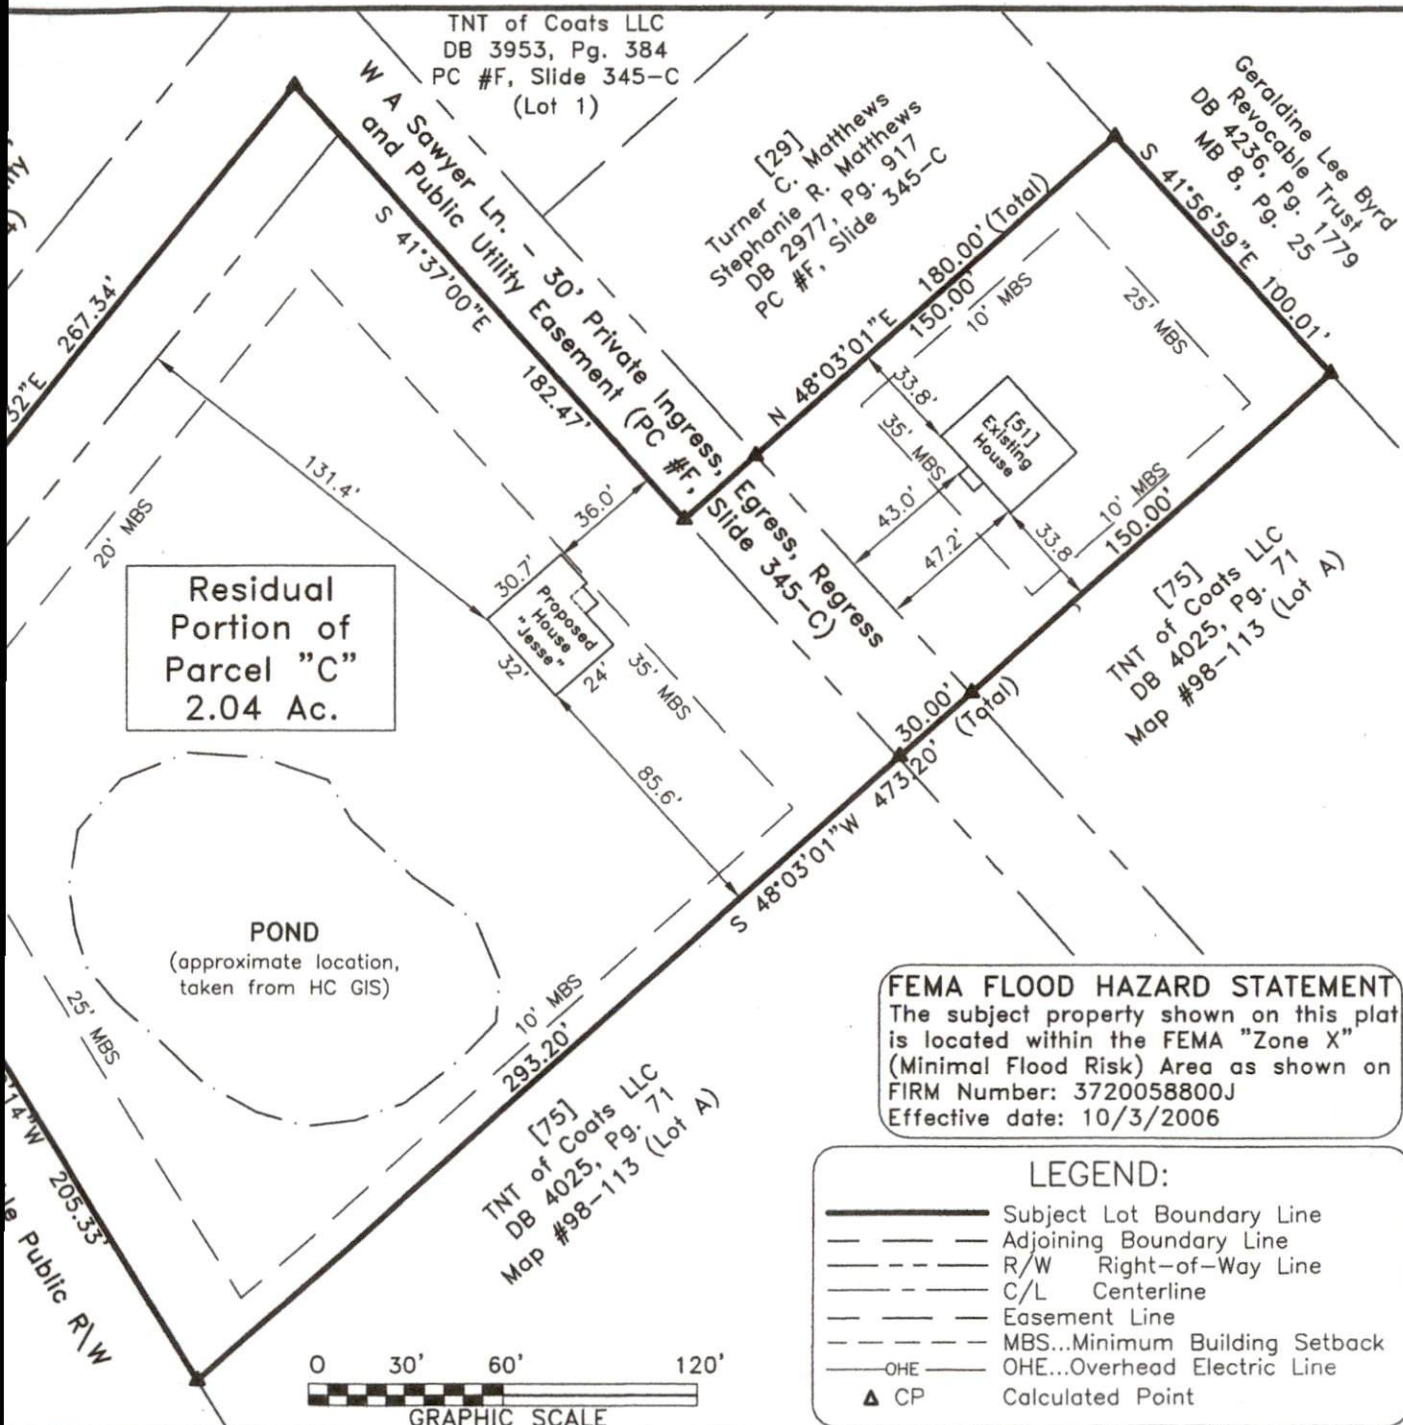 TNT of Coats LLC
DB 3953, Pg. 384
PC #F, Slide 345-C
(Lot 1)
W A Sawyer Ln. - 30' Private Ingress, Egress, Regress
and Public Utility Easement (PC #F, Slide 345-C)
[29]
Turner C. Matthews
Stephanie R. Matthews
DB 2977, Pg. 917
PC #F, Slide 345-C
Geraldine Lee Byrd
Revocable Trust
DB 4236, Pg. 1779
MB 8, Pg. 25
S 41°56'59"E 100.01'
N 48°03'01"E 180.00' (Total)
150.00'
10' MBS
25' MBS
S 41°37'00"E
182.47'
32"E 267.34'
33.8'
35' MBS
[51]
Existing
House
43.0'
47.2'
33.8
10' MBS
150.00'
131.4'
20' MBS
36.0'
30.7'
Proposed
House
"Jesse"
32'
24'
35' MBS
85.6'
Residual
Portion of
Parcel "C"
2.04 Ac.
[75]
TNT of Coats LLC
DB 4025, Pg. 71
Map #98-113 (Lot A)
30.00'
S 48°03'01"W 473.20' (Total)
POND
(approximate location,
taken from HC GIS)
25' MBS
10' MBS
293.20'
[75]
TNT of Coats LLC
DB 4025, Pg. 71
Map #98-113 (Lot A)
14"W 205.33'
Public R\W
FEMA FLOOD HAZARD STATEMENT
The subject property shown on this plat
is located within the FEMA "Zone X"
(Minimal Flood Risk) Area as shown on
FIRM Number: 3720058800J
Effective date: 10/3/2006
LEGEND:
Subject Lot Boundary Line
Adjoining Boundary Line
R/W Right-of-Way Line
C/L Centerline
Easement Line
MBS...Minimum Building Setback
OHE OHE...Overhead Electric Line
CP Calculated Point
0 30' 60' 120'
GRAPHIC SCALE